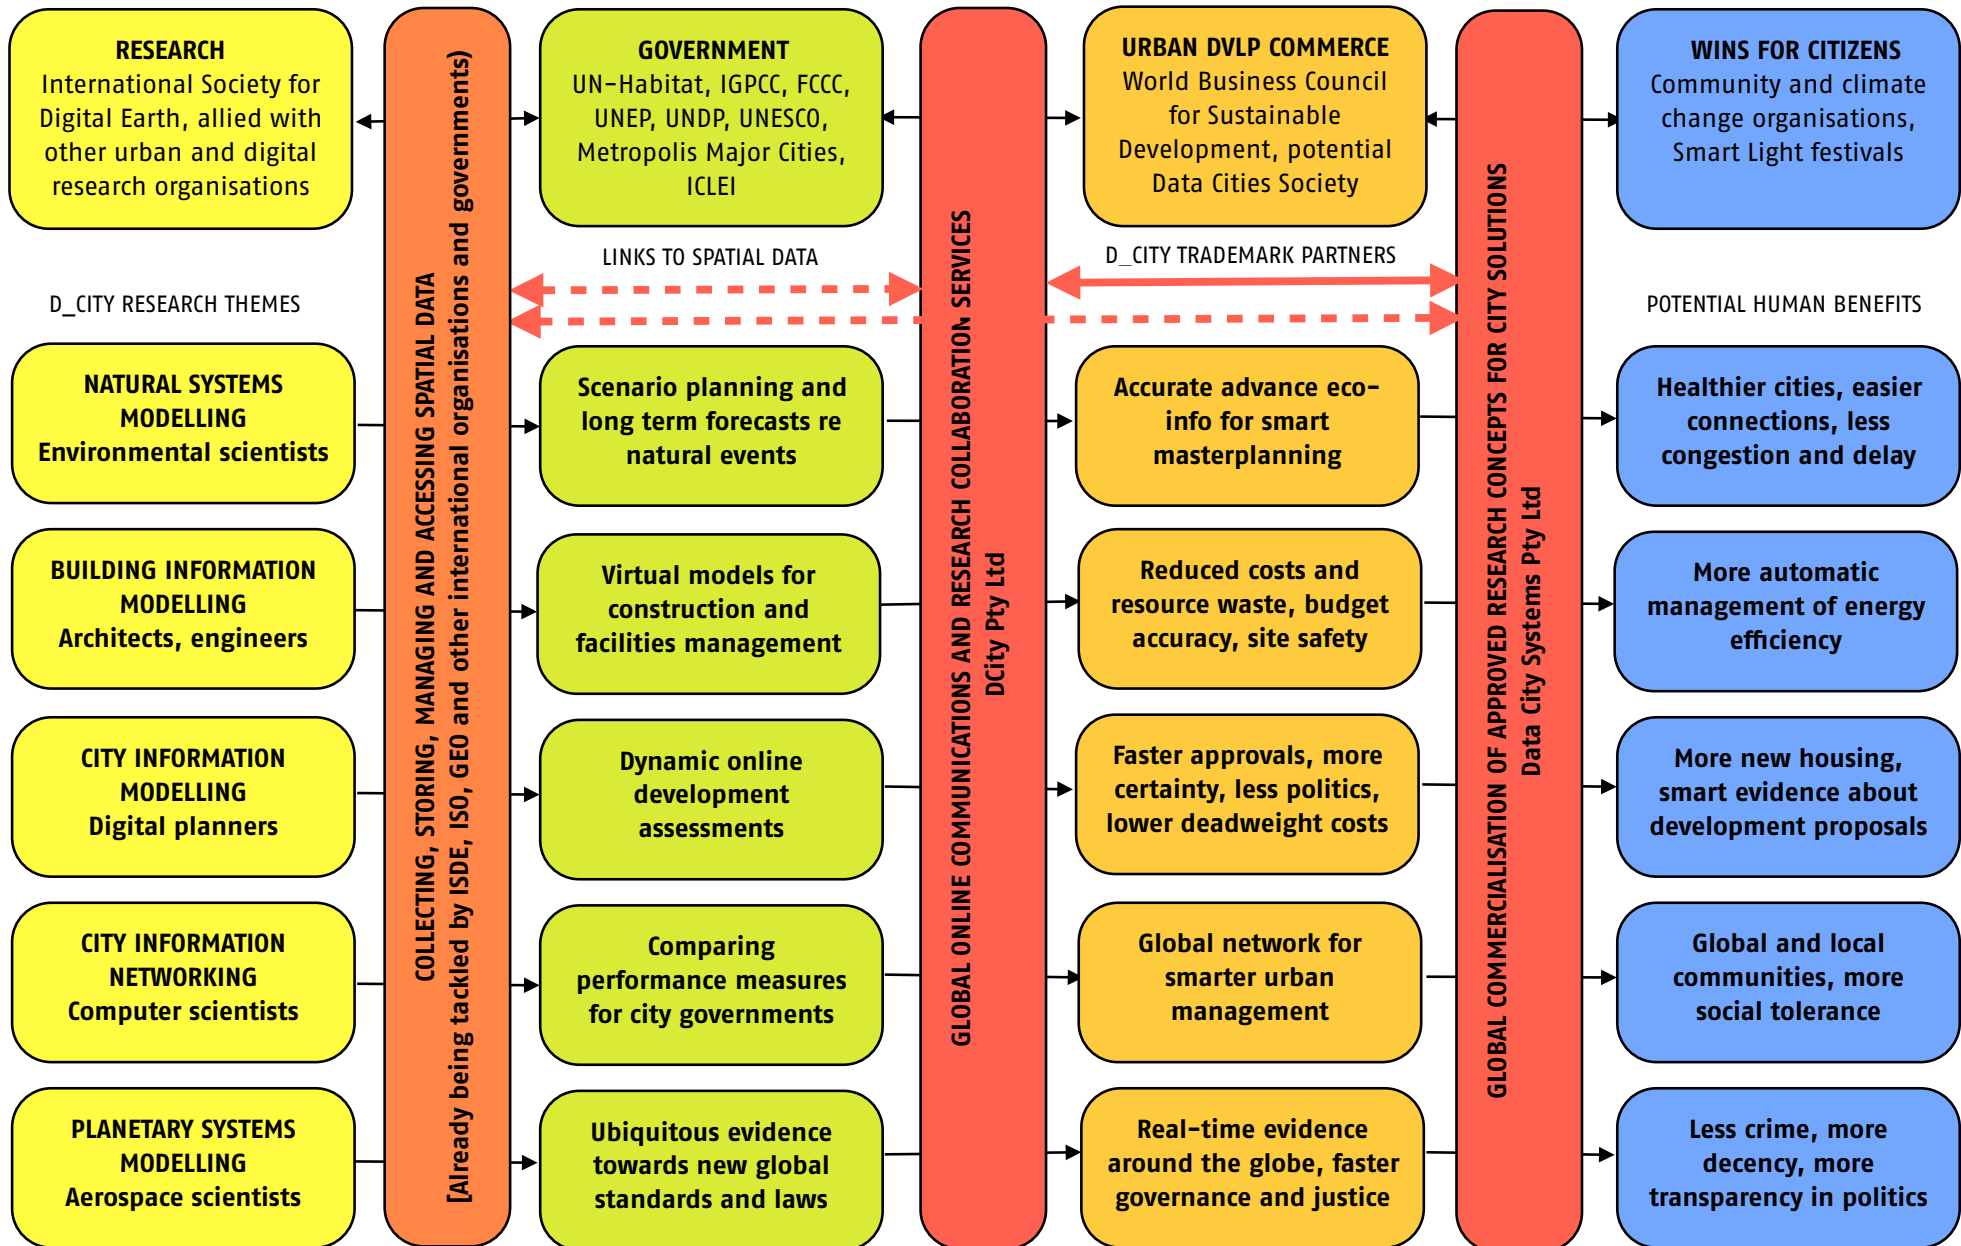 RESEARCH
International Society for
Digital Earth, allied with
other urban and digital
research organisations
GOVERNMENT
UN-Habitat, IGPCC, FCCC,
UNEP, UNDP, UNESCO,
Metropolis Major Cities,
ICLEI
URBAN DVLP COMMERCE
World Business Council
for Sustainable
Development, potential
Data Cities Society
WINS FOR CITIZENS
Community and climate
change organisations,
Smart Light festivals
COLLECTING, STORING, MANAGING AND ACCESSING SPATIAL DATA
[Already being tackled by ISDE, ISO, GEO and other international organisations and governments)
GLOBAL ONLINE COMMUNICATIONS AND RESEARCH COLLABORATION SERVICES
DCity Pty Ltd
GLOBAL COMMERCIALISATION OF APPROVED RESEARCH CONCEPTS FOR CITY SOLUTIONS
Data City Systems Pty Ltd
D_CITY RESEARCH THEMES
LINKS TO SPATIAL DATA
D_CITY TRADEMARK PARTNERS
POTENTIAL HUMAN BENEFITS
NATURAL SYSTEMS
MODELLING
Environmental scientists
Scenario planning and
long term forecasts re
natural events
Accurate advance eco-
info for smart
masterplanning
Healthier cities, easier
connections, less
congestion and delay
BUILDING INFORMATION
MODELLING
Architects, engineers
Virtual models for
construction and
facilities management
Reduced costs and
resource waste, budget
accuracy, site safety
More automatic
management of energy
efficiency
CITY INFORMATION
MODELLING
Digital planners
Dynamic online
development
assessments
Faster approvals, more
certainty, less politics,
lower deadweight costs
More new housing,
smart evidence about
development proposals
CITY INFORMATION
NETWORKING
Computer scientists
Comparing
performance measures
for city governments
Global network for
smarter urban
management
Global and local
communities, more
social tolerance
PLANETARY SYSTEMS
MODELLING
Aerospace scientists
Ubiquitous evidence
towards new global
standards and laws
Real-time evidence
around the globe, faster
governance and justice
Less crime, more
decency, more
transparency in politics